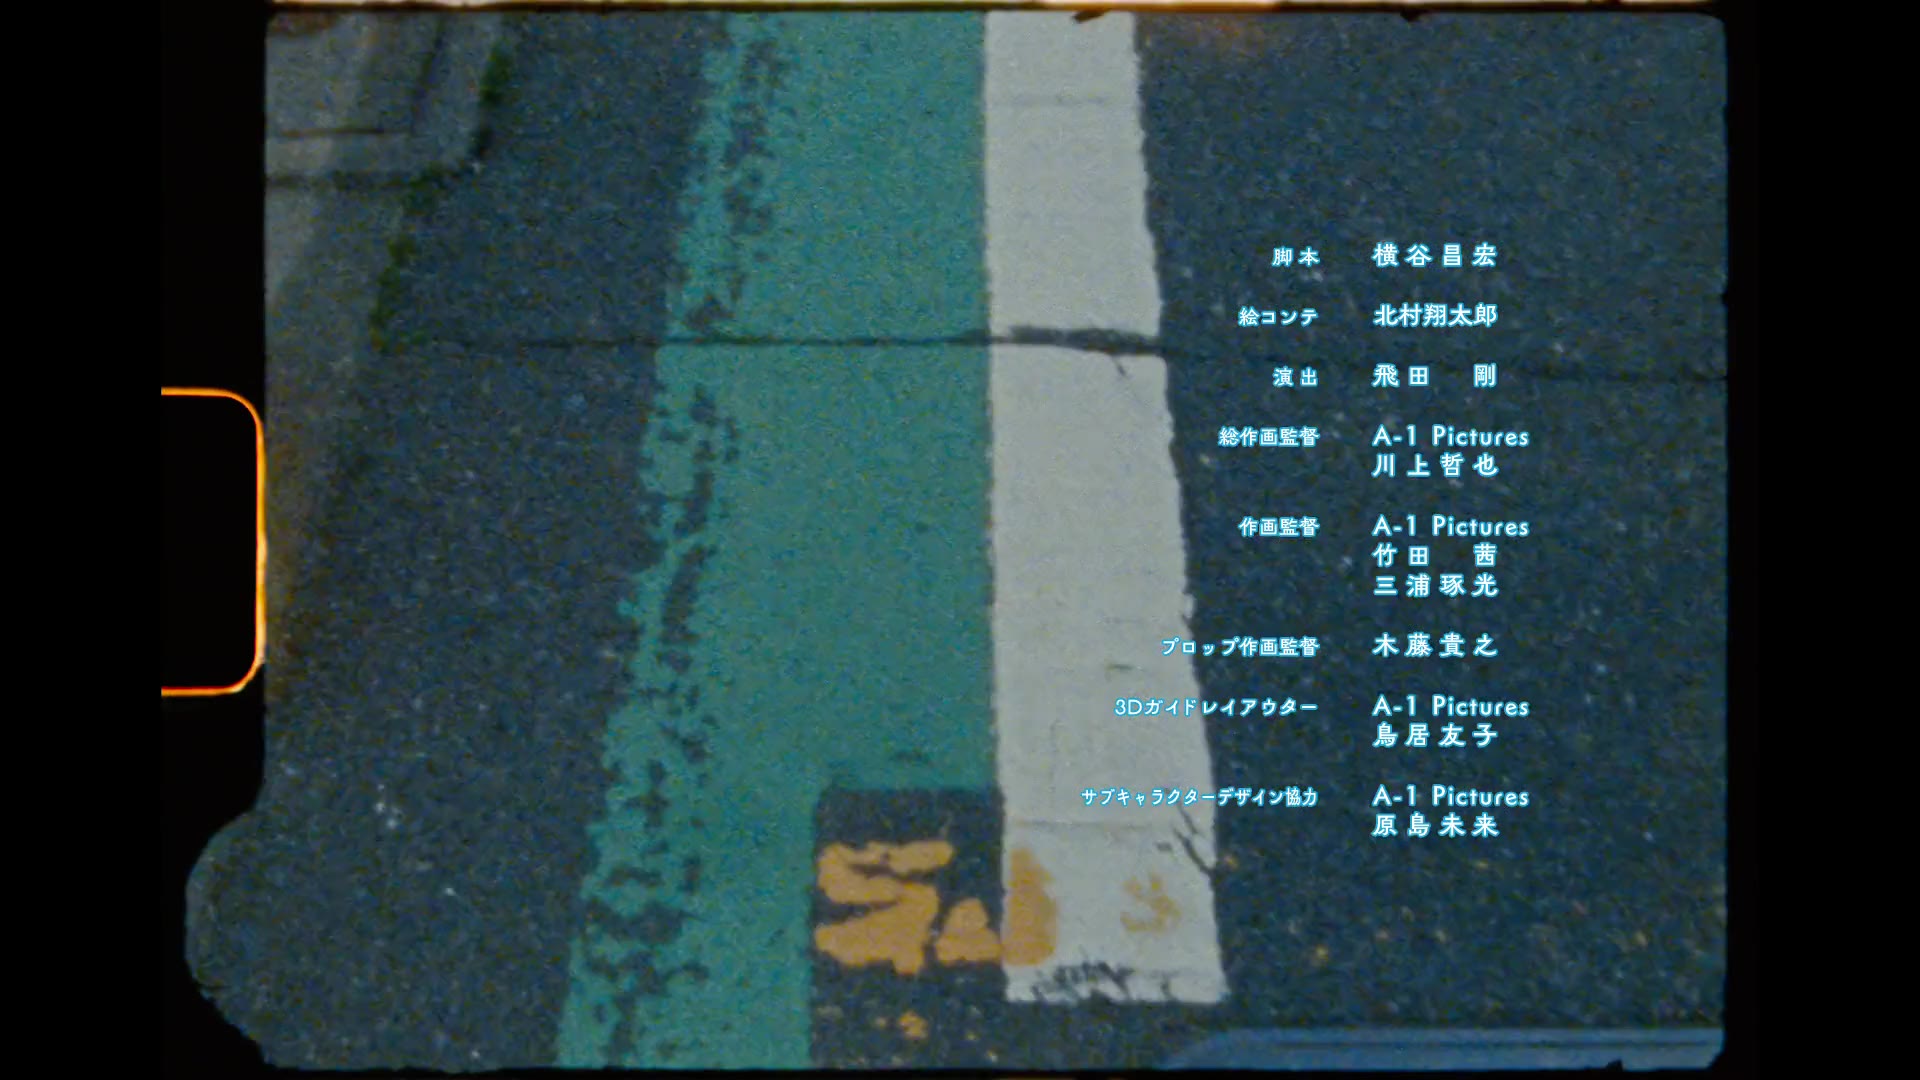 脚本 横谷昌宏
絵コンテ 北村翔太郎
演出 飛田 剛
総作画監督 A-1 Pictures
川上哲也
作画監督 A-1 Pictures
竹田 茜
三浦琢光
プロップ作画監督 木藤貴之
3Dガイドレイアウター A-1 Pictures
鳥居友子
サブキャラクターデザイン協力 A-1 Pictures
原島未来